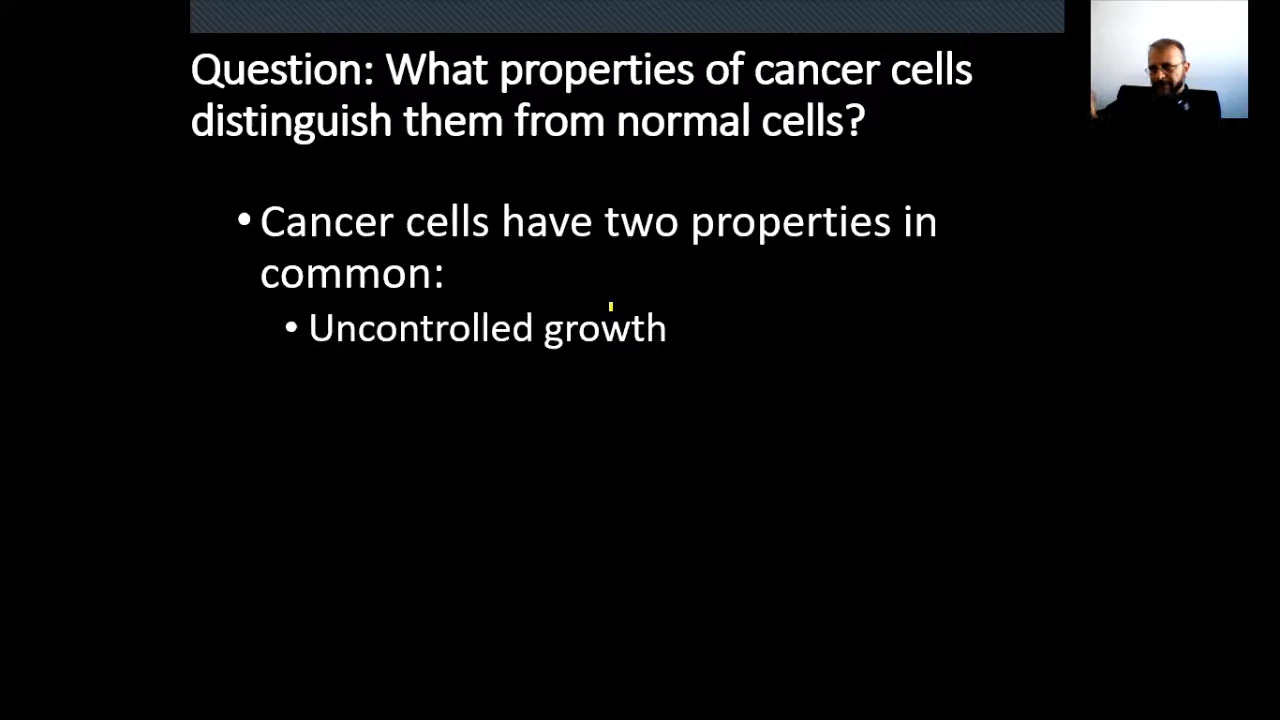 Question: What properties of cancer cells
distinguish them from normal cells?
• Cancer cells have two properties in
common:
• Uncontrolled growth